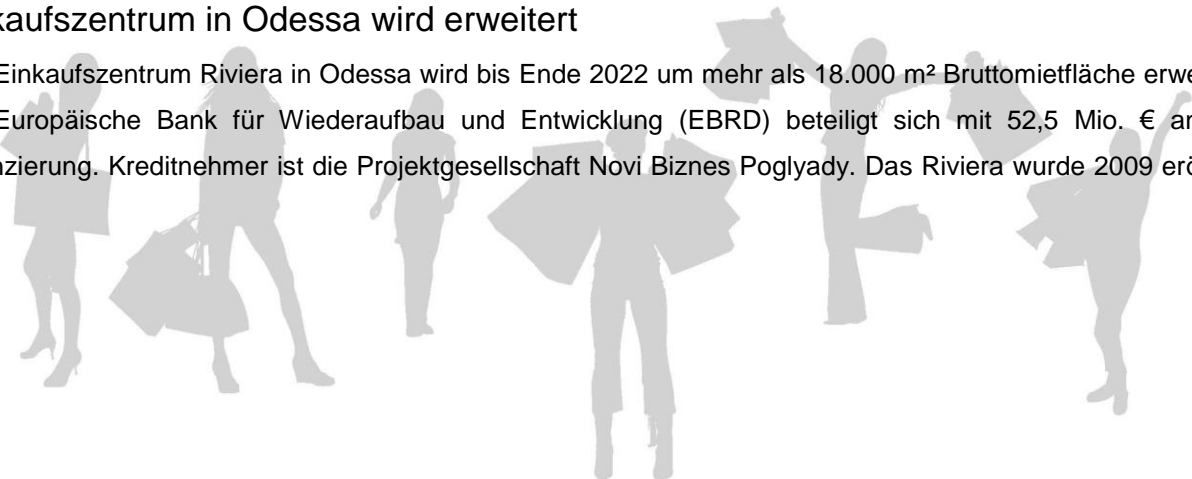 kaufszentrum in Odessa wird erweitert
Einkaufszentrum Riviera in Odessa wird bis Ende 2022 um mehr als 18.000 m² Bruttomietfläche erwe
Europäische Bank für Wiederaufbau und Entwicklung (EBRD) beteiligt sich mit 52,5 Mio. € an
nzierung. Kreditnehmer ist die Projektgesellschaft Novi Biznes Poglyady. Das Riviera wurde 2009 erö